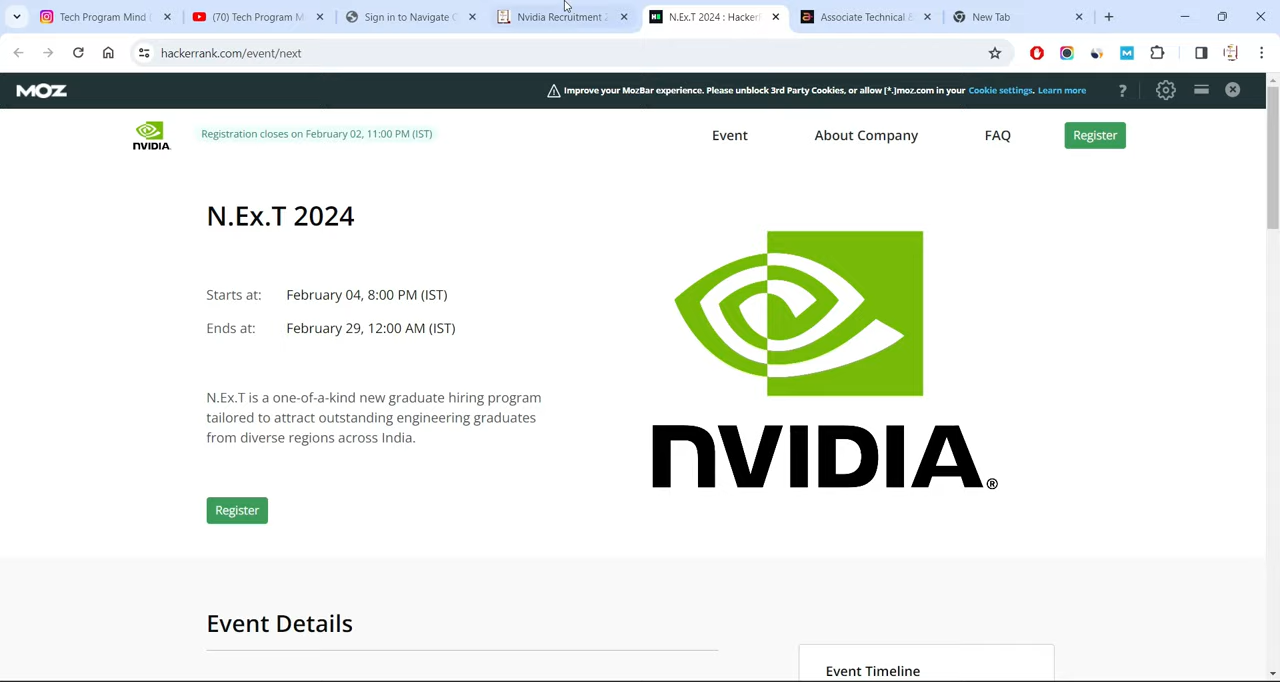 Tech Program Mind
(70) Tech Program M
Sign in to Navigate C
Nvidia Recruitment 2
N.Ex.T 2024 : HackerR
Associate Technical B
New Tab
hackerrank.com/event/next
MOZ
Improve your MozBar experience. Please unblock 3rd Party Cookies, or allow [*.]moz.com in your Cookie settings. Learn more
?
NVIDIA.
Registration closes on February 02, 11:00 PM (IST)
Event
About Company
FAQ
Register
N.Ex.T 2024
Starts at: February 04, 8:00 PM (IST)
Ends at: February 29, 12:00 AM (IST)
N.Ex.T is a one-of-a-kind new graduate hiring program
tailored to attract outstanding engineering graduates
from diverse regions across India.
Register
NVIDIA®
Event Details
Event Timeline